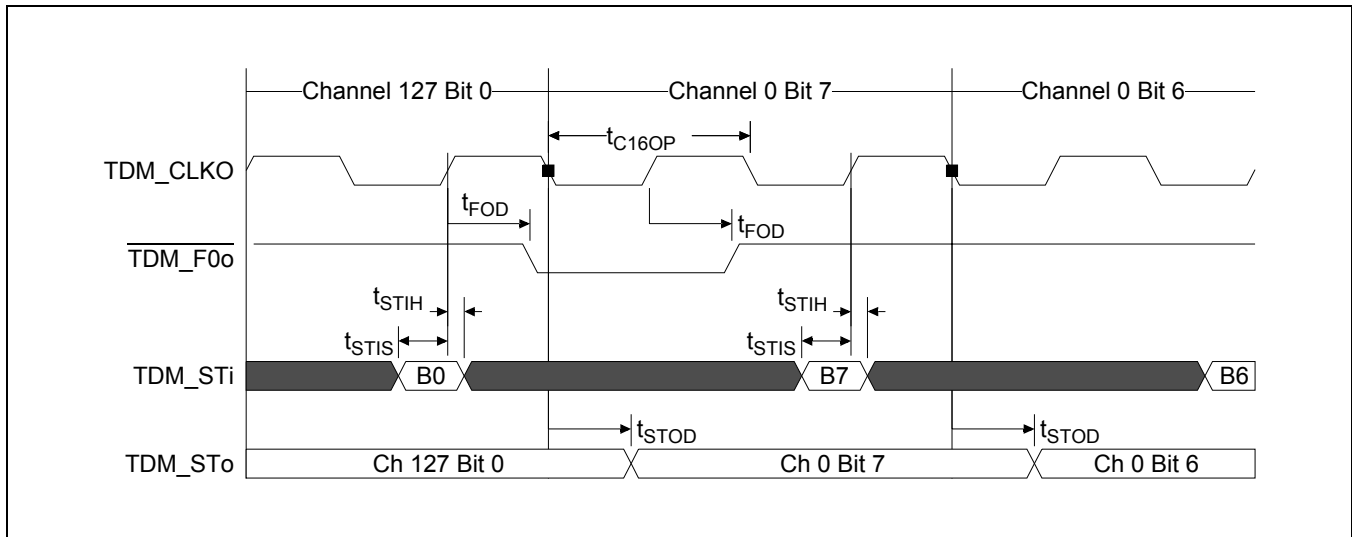 Channel 127 Bit 0 Channel 0 Bit 7 Channel 0 Bit 6
tC16OP
TDM_CLKO
tFOD tFOD
TDM_F0o
tSTIH tSTIH
tSTIS tSTIS
TDM_STi B0 B7 B6
tSTOD tSTOD
TDM_STo Ch 127 Bit 0 Ch 0 Bit 7 Ch 0 Bit 6